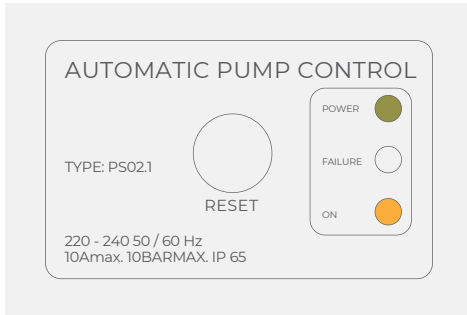 AUTOMATIC PUMP CONTROL
POWER
TYPE: PS02.1
FAILURE
RESET
ON
220 - 240 50 / 60 Hz
10Amax. 10BARMAX. IP 65